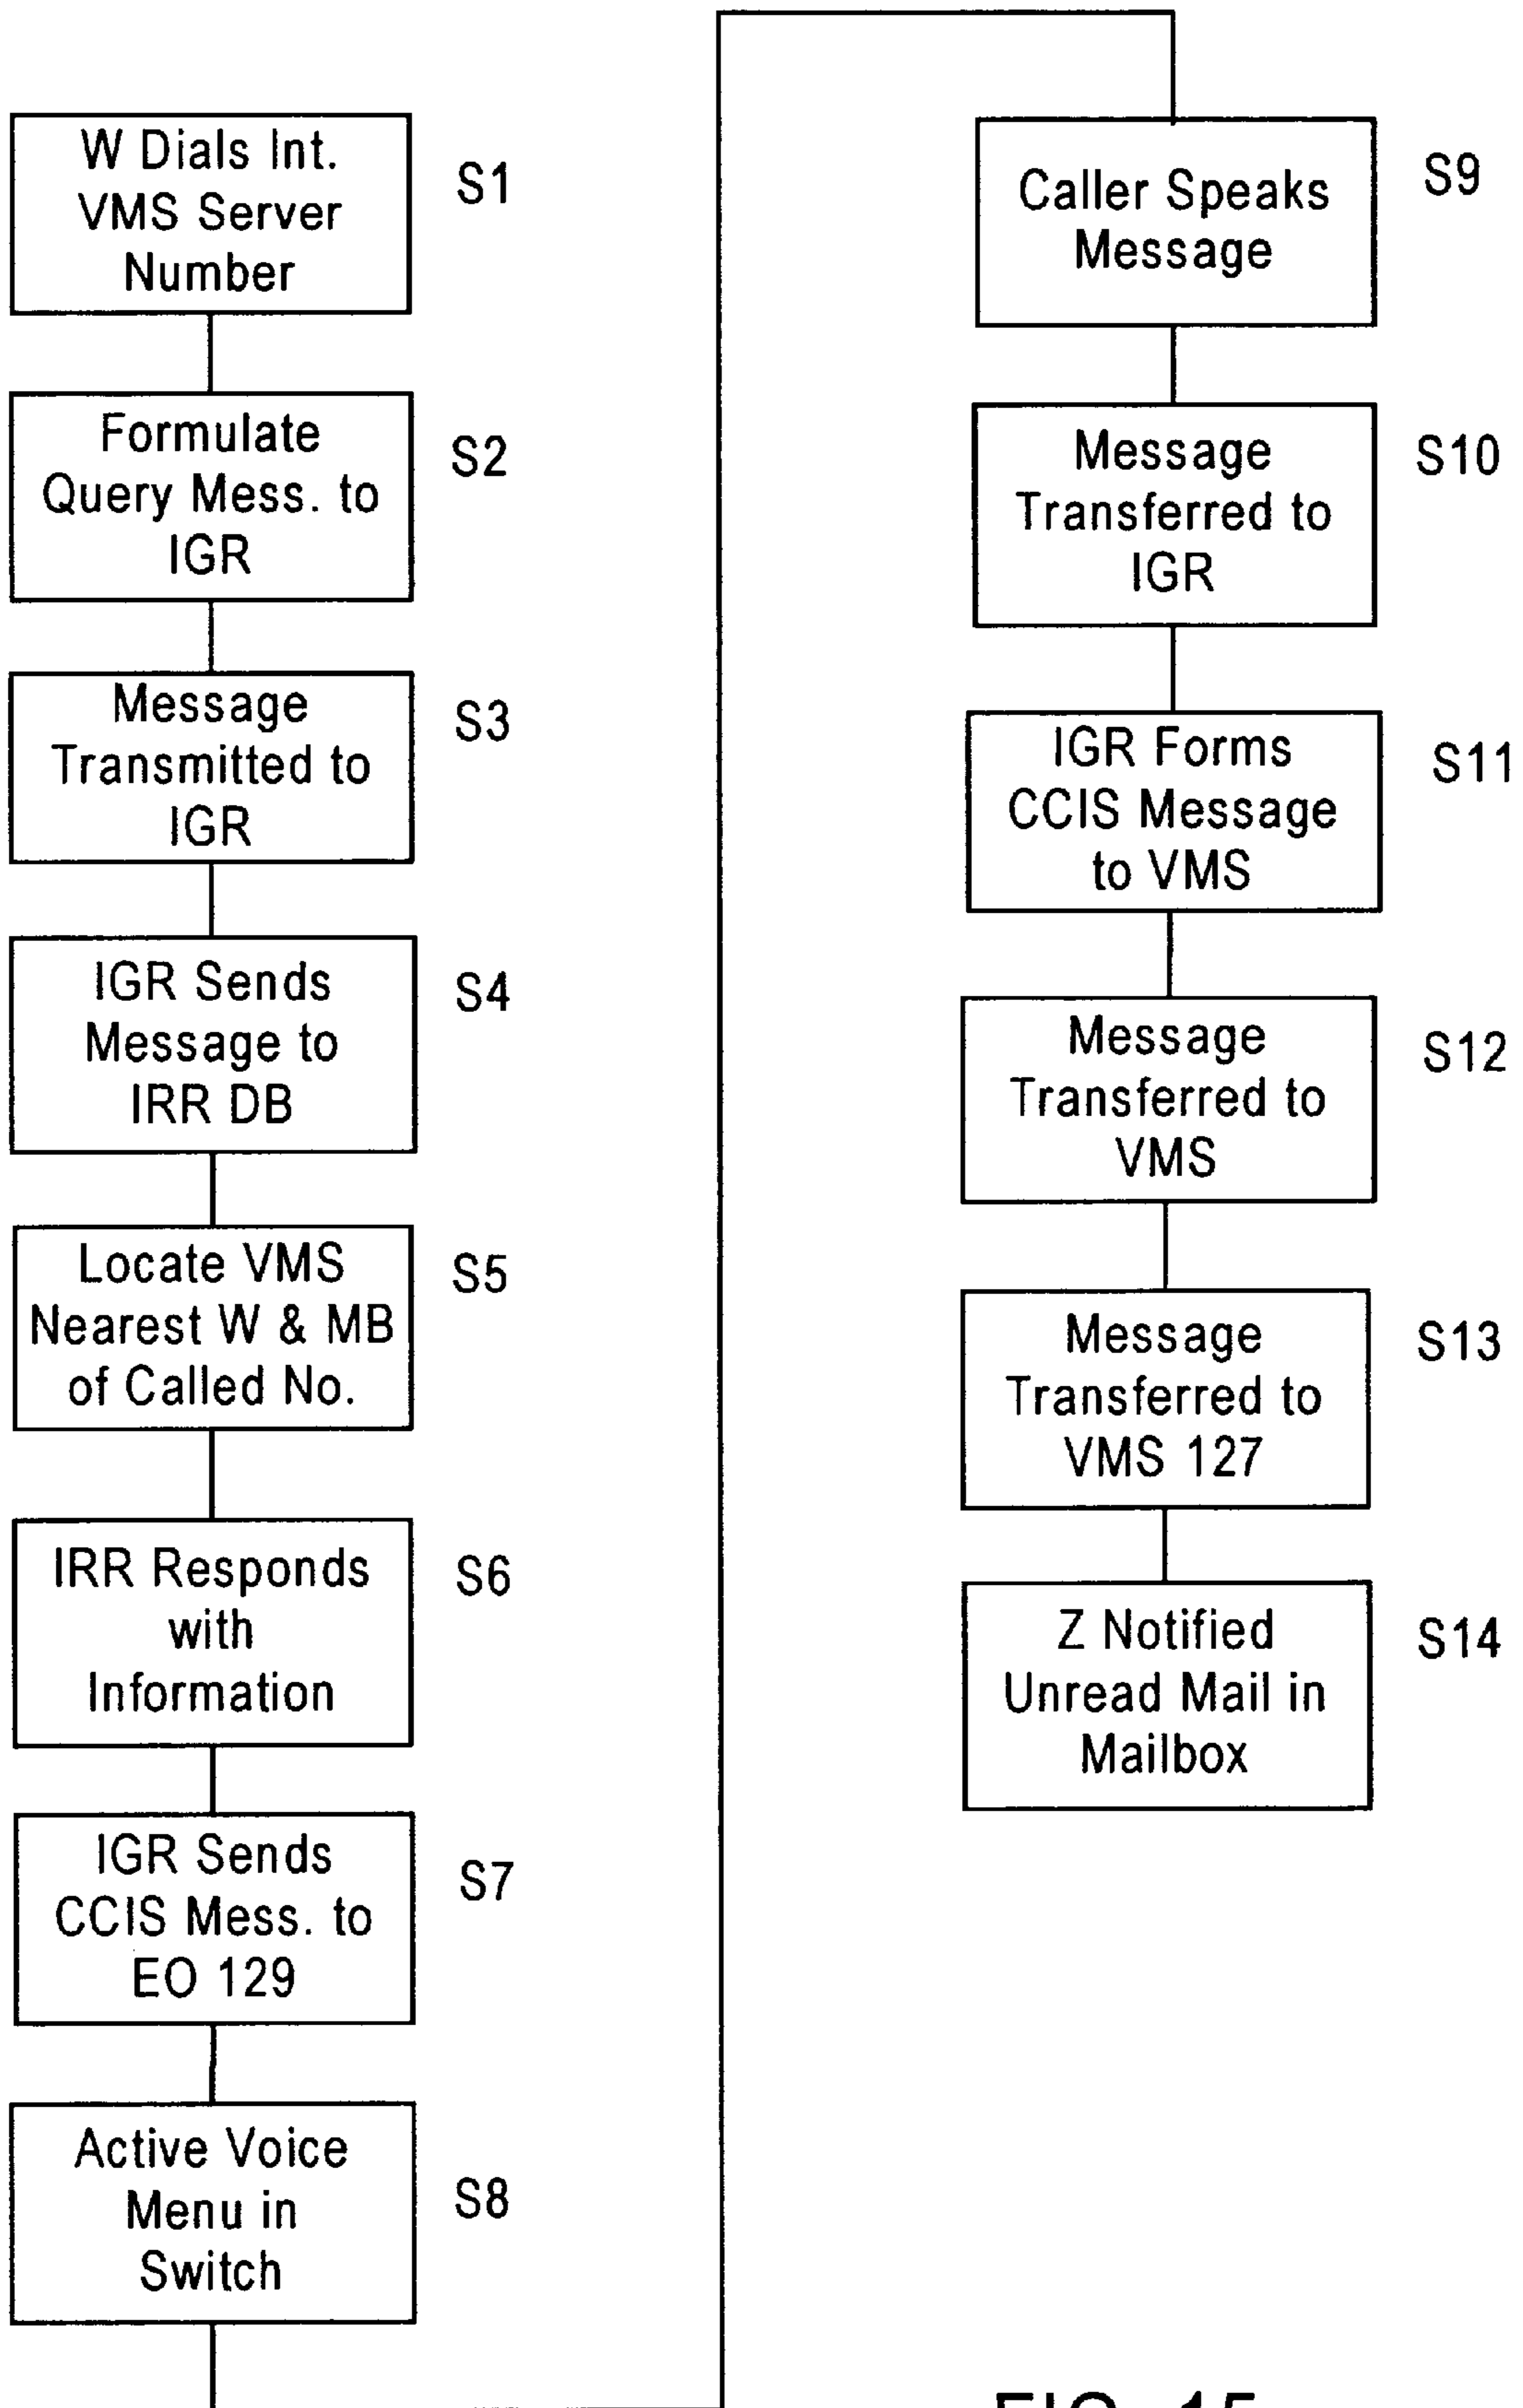 W Dials Int.
VMS Server
Number
S1
Formulate
Query Mess. to
IGR
S2
Message
Transmitted to
IGR
S3
IGR Sends
Message to
IRR DB
S4
Locate VMS
Nearest W & MB
of Called No.
S5
IRR Responds
with
Information
S6
IGR Sends
CCIS Mess. to
EO 129
S7
Active Voice
Menu in
Switch
S8
Caller Speaks
Message
S9
Message
Transferred to
IGR
S10
IGR Forms
CCIS Message
to VMS
S11
Message
Transferred to
VMS
S12
Message
Transferred to
VMS 127
S13
Z Notified
Unread Mail in
Mailbox
S14
FIG. 15